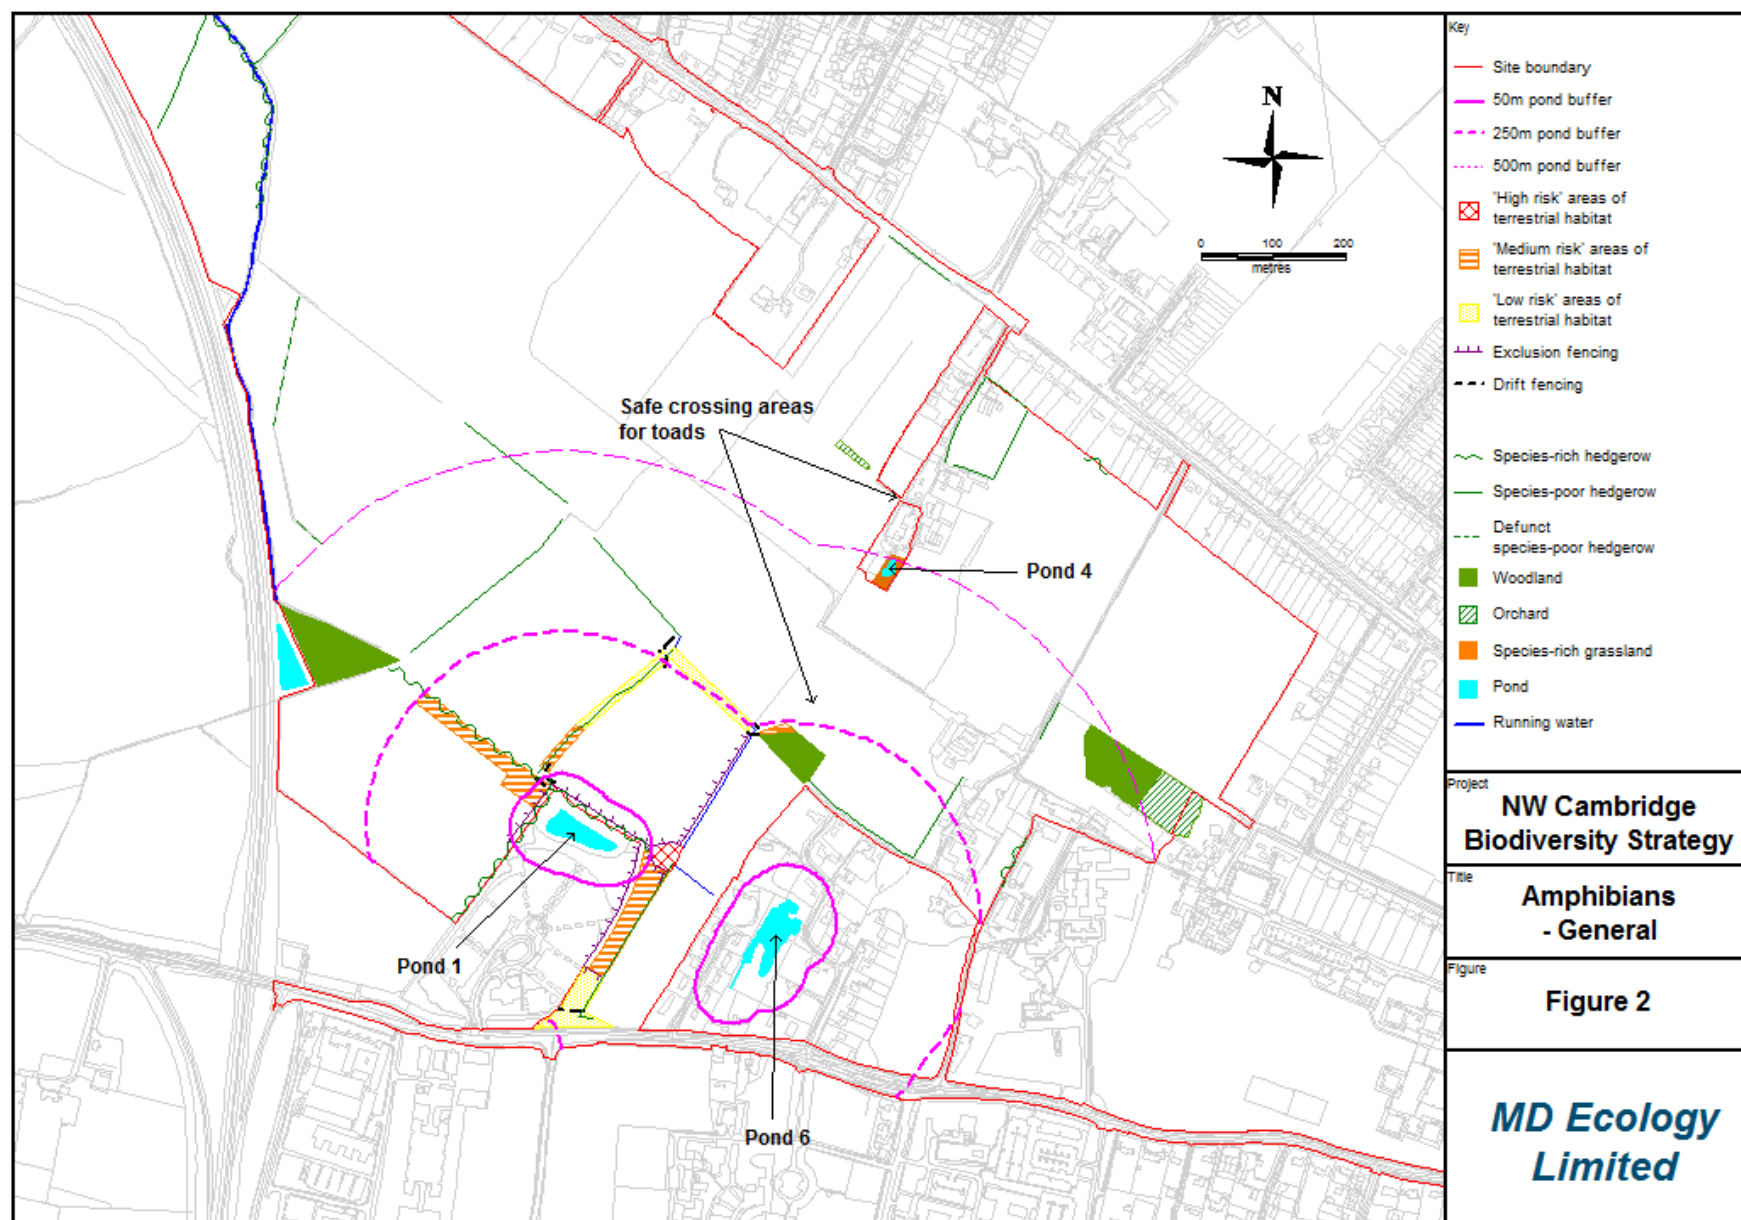 Safe crossing areas
for toads
Pond 4
Pond 1
Pond 6
N
0 100 200
metres
Key
Site boundary
50m pond buffer
250m pond buffer
500m pond buffer
'High risk' areas of
terrestrial habitat
'Medium risk' areas of
terrestrial habitat
'Low risk' areas of
terrestrial habitat
Exclusion fencing
Drift fencing
Species-rich hedgerow
Species-poor hedgerow
Defunct
species-poor hedgerow
Woodland
Orchard
Species-rich grassland
Pond
Running water
Project
NW Cambridge
Biodiversity Strategy
Title
Amphibians
- General
Figure
Figure 2
MD Ecology
Limited